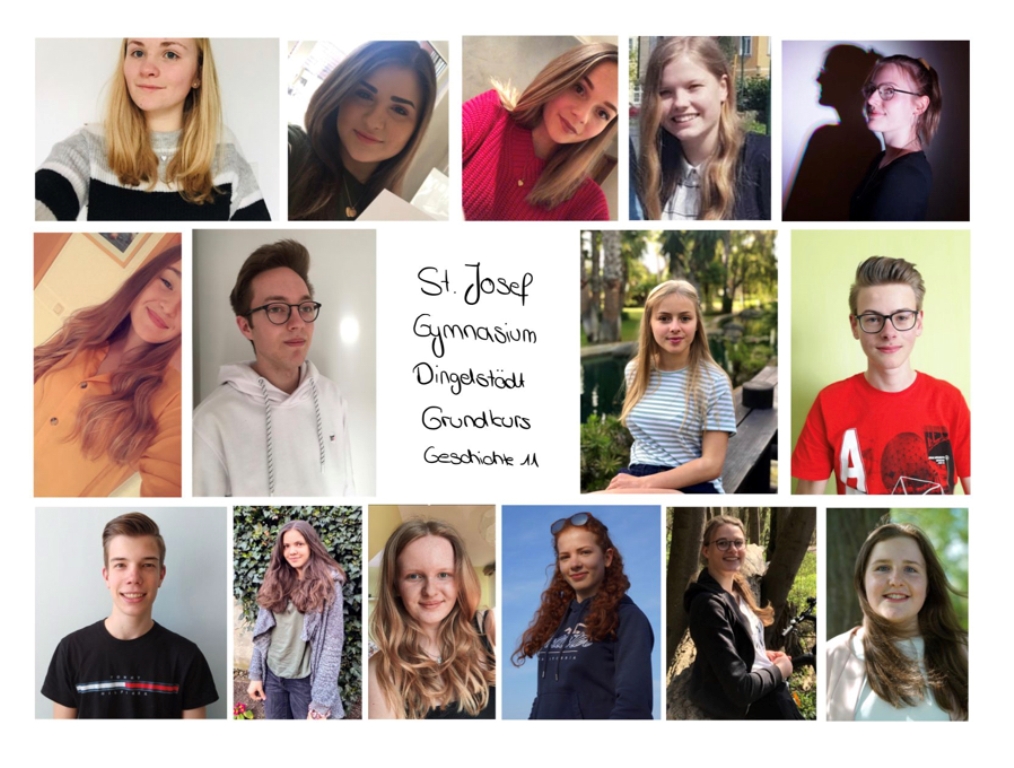 St. Josef
Gymnasium
Dingelstädt
Grundkurs
Geschichte 11